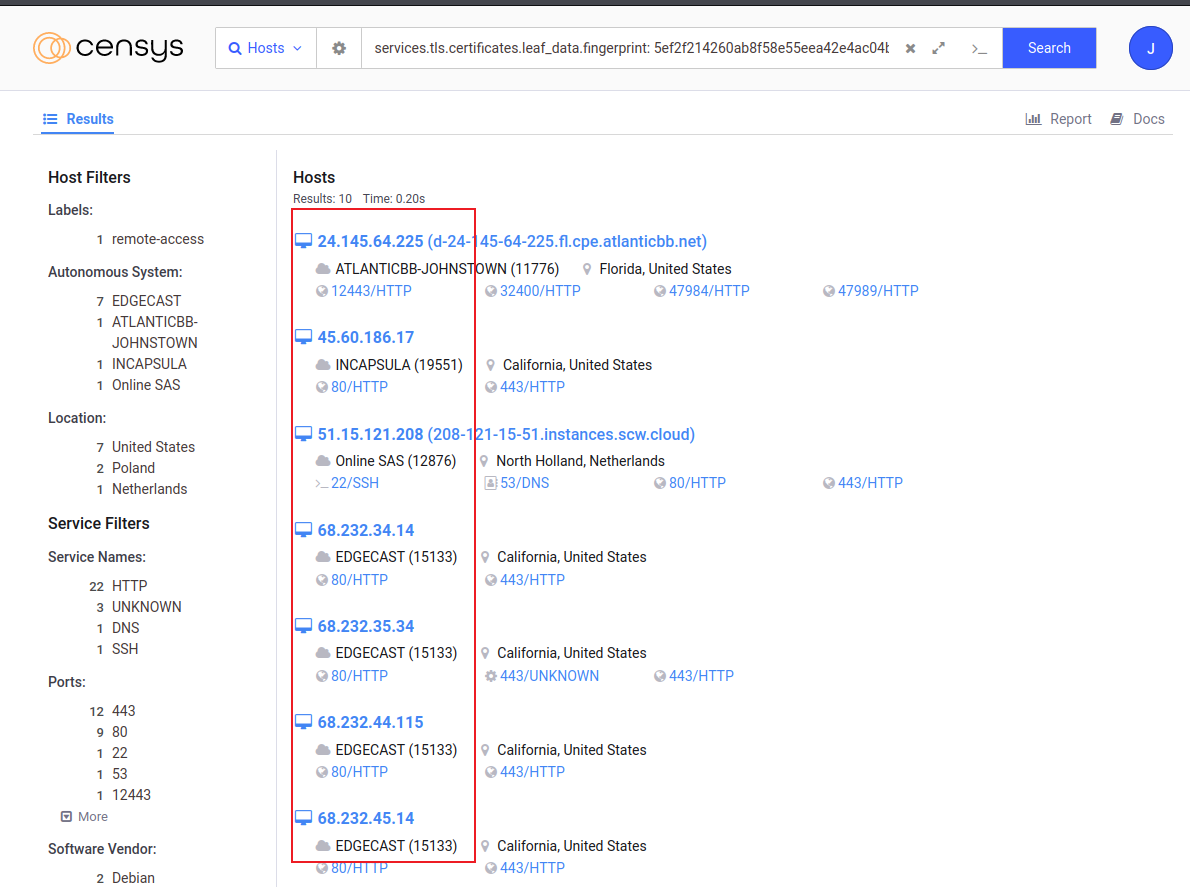 censys
Hosts
services.tls.certificates.leaf_data.fingerprint: 5ef2f214260ab8f58e55eea42e4ac04b
Search
J
Results
Report
Docs
Host Filters
Labels:
1 remote-access
Autonomous System:
7 EDGECAST
1 ATLANTICBB-
JOHNSTOWN
1 INCAPSULA
1 Online SAS
Location:
7 United States
2 Poland
1 Netherlands
Service Filters
Service Names:
22 HTTP
3 UNKNOWN
1 DNS
1 SSH
Ports:
12 443
9 80
1 22
1 53
1 12443
More
Software Vendor:
2 Debian
Hosts
Results: 10 Time: 0.20s
24.145.64.225 (d-24-145-64-225.fl.cpe.atlanticbb.net)
ATLANTICBB-JOHNSTOWN (11776) Florida, United States
12443/HTTP 32400/HTTP 47984/HTTP 47989/HTTP
45.60.186.17
INCAPSULA (19551) California, United States
80/HTTP 443/HTTP
51.15.121.208 (208-121-15-51.instances.scw.cloud)
Online SAS (12876) North Holland, Netherlands
22/SSH 53/DNS 80/HTTP 443/HTTP
68.232.34.14
EDGECAST (15133) California, United States
80/HTTP 443/HTTP
68.232.35.34
EDGECAST (15133) California, United States
80/HTTP 443/UNKNOWN 443/HTTP
68.232.44.115
EDGECAST (15133) California, United States
80/HTTP 443/HTTP
68.232.45.14
EDGECAST (15133) California, United States
80/HTTP 443/HTTP